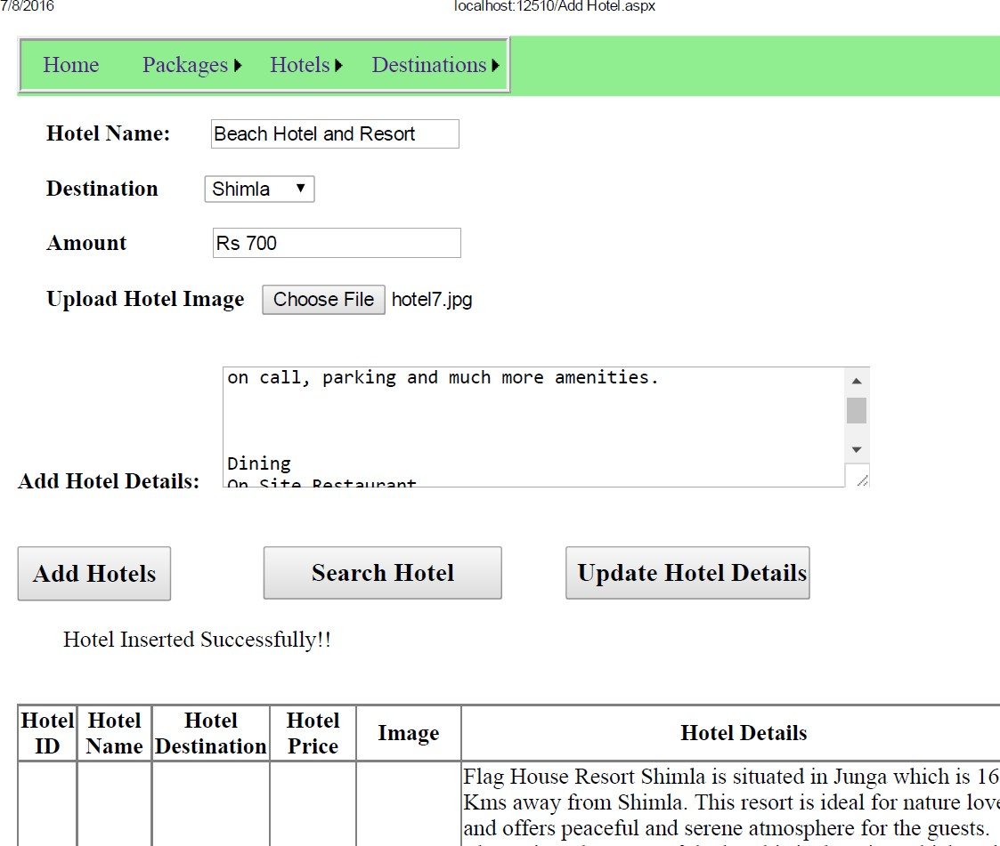 7/8/2016 localhost:12510/Add Hotel.aspx
Home Packages Hotels Destinations
Hotel Name: Beach Hotel and Resort
Destination Shimla
Amount Rs 700
Upload Hotel Image Choose File hotel7.jpg
on call, parking and much more amenities.
Dining
Add Hotel Details: On Site Restaurant
Add Hotels Search Hotel Update Hotel Details
Hotel Inserted Successfully!!
Hotel ID Hotel Name Hotel Destination Hotel Price Image Hotel Details
Flag House Resort Shimla is situated in Junga which is 16
Kms away from Shimla. This resort is ideal for nature love
and offers peaceful and serene atmosphere for the guests.